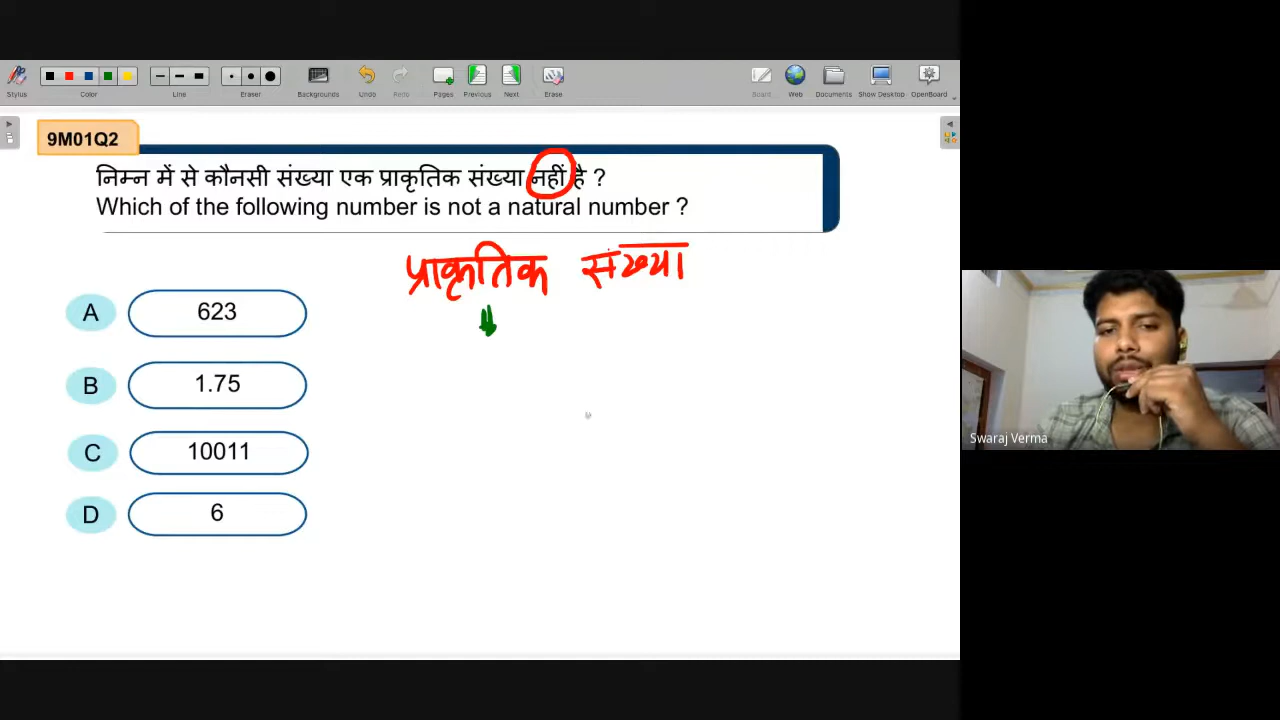 Stylus
Color
Line
Eraser
Backgrounds
Undo
Redo
Pages
Previous
Next
Erase
Board
Web
Documents
Show Desktop
OpenBoard
9M01Q2
निम्न में से कौनसी संख्या एक प्राकृतिक संख्या नहीं है ?
Which of the following number is not a natural number ?
प्राकृतिक संख्या
A 623
B 1.75
C 10011
D 6
Swaraj Verma